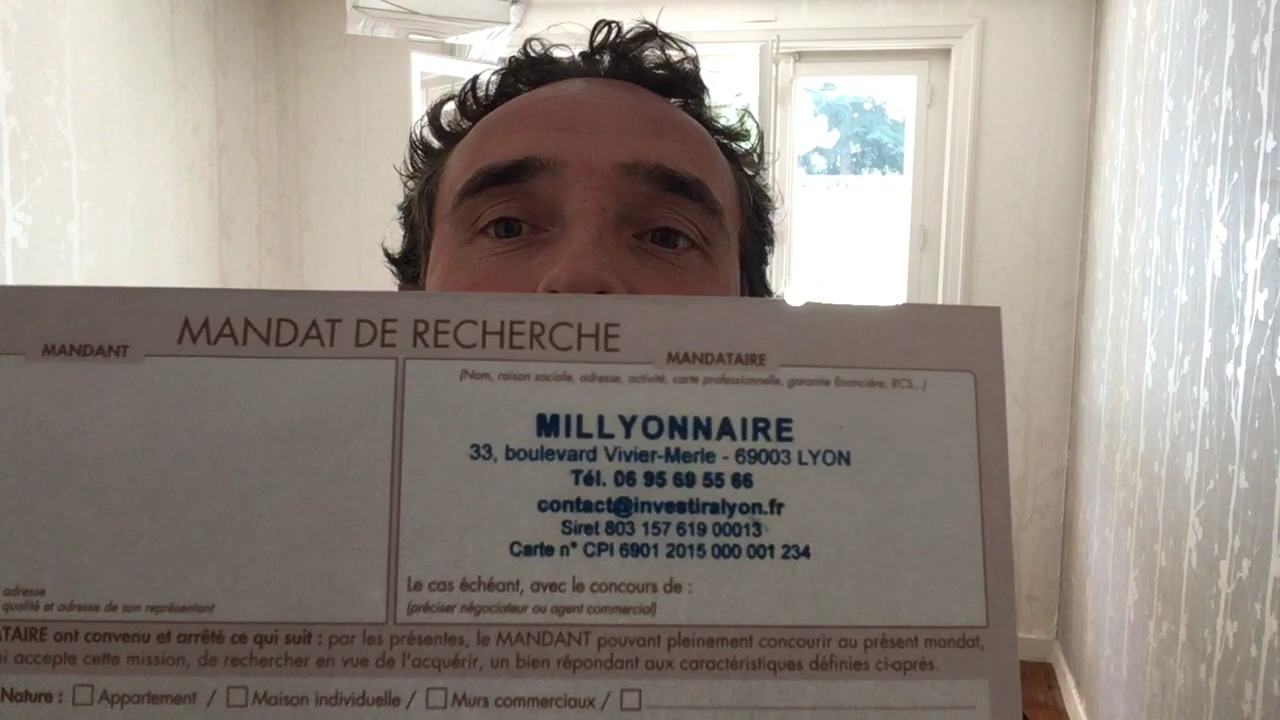 MANDAT DE RECHERCHE
MANDANT
MANDATAIRE
(Nom, raison sociale, adresse, activité, carte professionnelle, garantie financière, RCS...)
MILLYONNAIRE
33, boulevard Vivier-Merle - 69003 LYON
Tél. 06 95 69 55 66
contact@investiralyon.fr
Siret 803 157 619 00013
Carte n° CPI 6901 2015 000 001 234
Le cas échéant, avec le concours de :
(préciser négociateur ou agent commercial)
adresse
qualité et adresse de son représentant
TAIRE ont convenu et arrêté ce qui suit : par les présentes, le MANDANT pouvant pleinement concourir au présent mandat,
i accepte cette mission, de rechercher en vue de l'acquérir, un bien répondant aux caractéristiques définies ci-après.
Nature : ☐ Appartement / ☐ Maison individuelle / ☐ Murs commerciaux / ☐